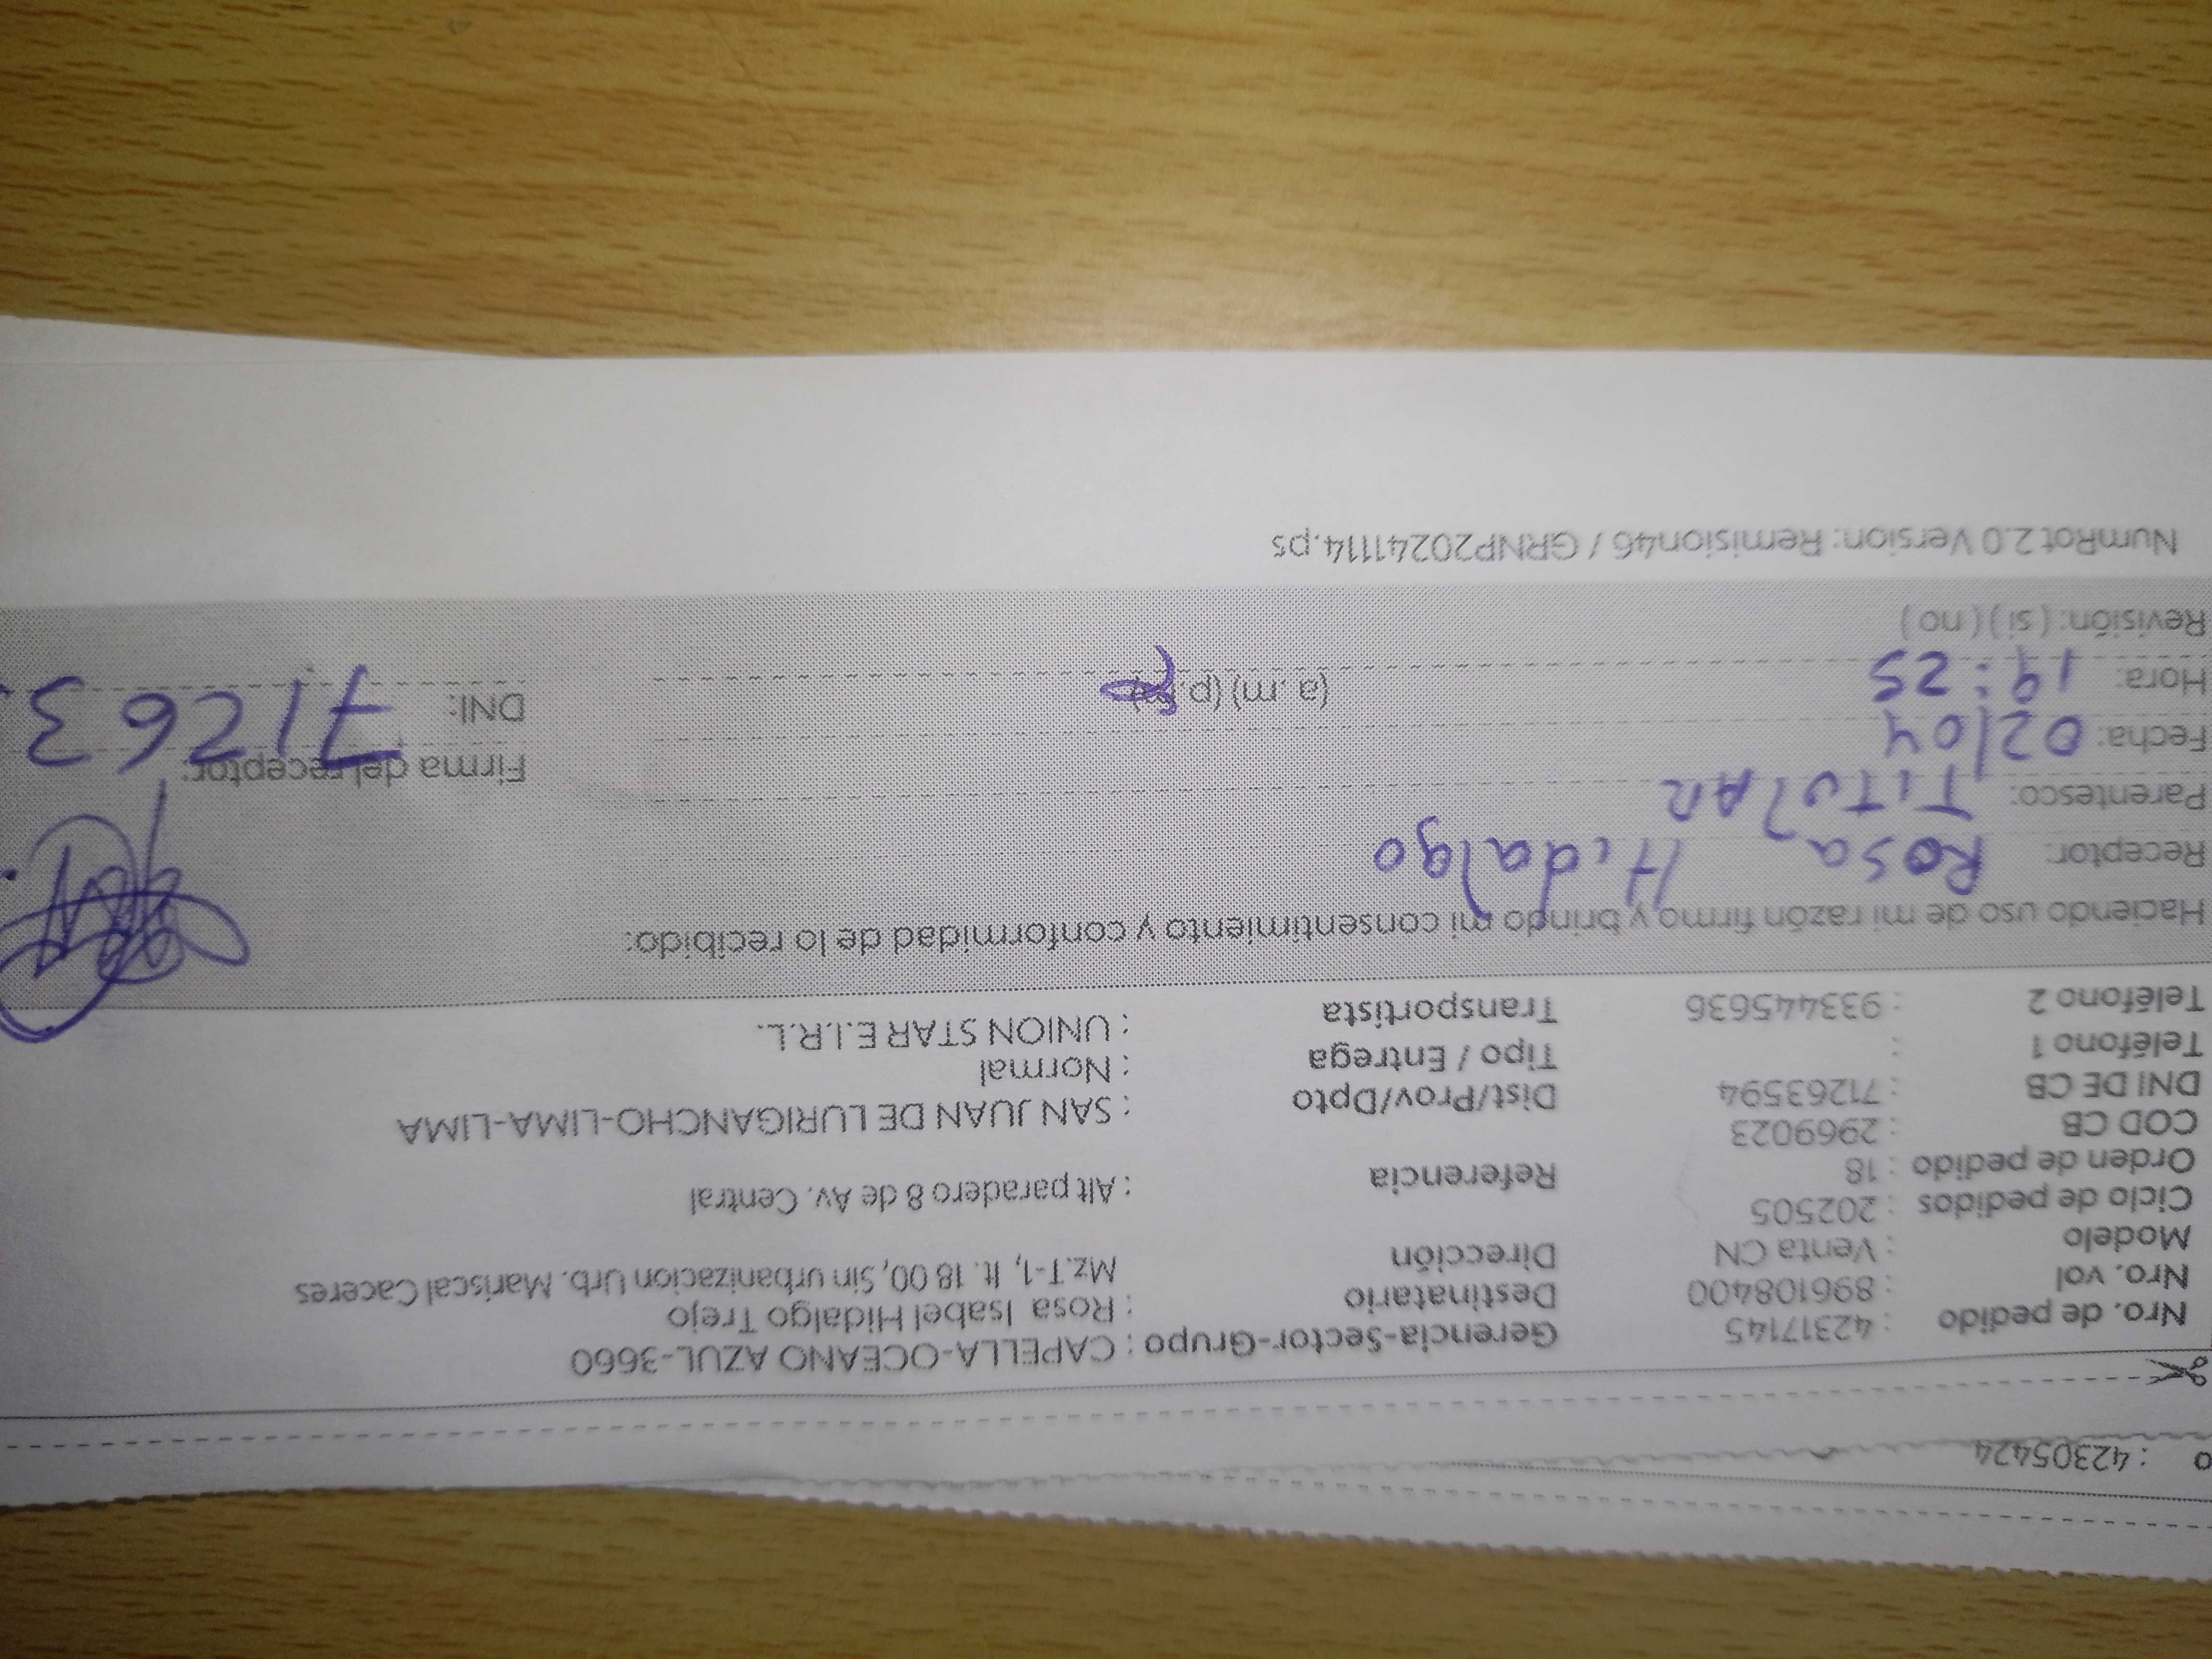 o : 42305424
Nro. de pedido : 42317145 Gerencia-Sector-Grupo : CAPELLA-OCEANO AZUL-3660
Nro. vol : 896108400 Destinatario : Rosa Isabel Hidalgo Trejo
Modelo : Venta CN Dirección Mz.T-1, lt. 18 00, Sin urbanizacion Urb. Mariscal Caceres
Ciclo de pedidos : 202505
Orden de pedido : 18 Referencia : Alt paradero 8 de Av. Central
COD CB : 2969023
DNI DE CB : 71263594 Dist/Prov/Dpto : SAN JUAN DE LURIGANCHO-LIMA-LIMA
Teléfono 1 : Tipo / Entrega : Normal
Teléfono 2 : 933445636 Transportista : UNION STAR E.I.R.L.
Haciendo uso de mi razón firmo y brindo mi consentimiento y conformidad de lo recibido:
Receptor: Rosa Hidalgo
Parentesco: TiTulAR Firma del receptor:
Fecha: 02/04
Hora: 19:25 (a.m) (p.m) DNI: 71263
Revisión: ( si ) ( no )
NumRot 2.0 Version: Remision46 / GRNP20241114.ps